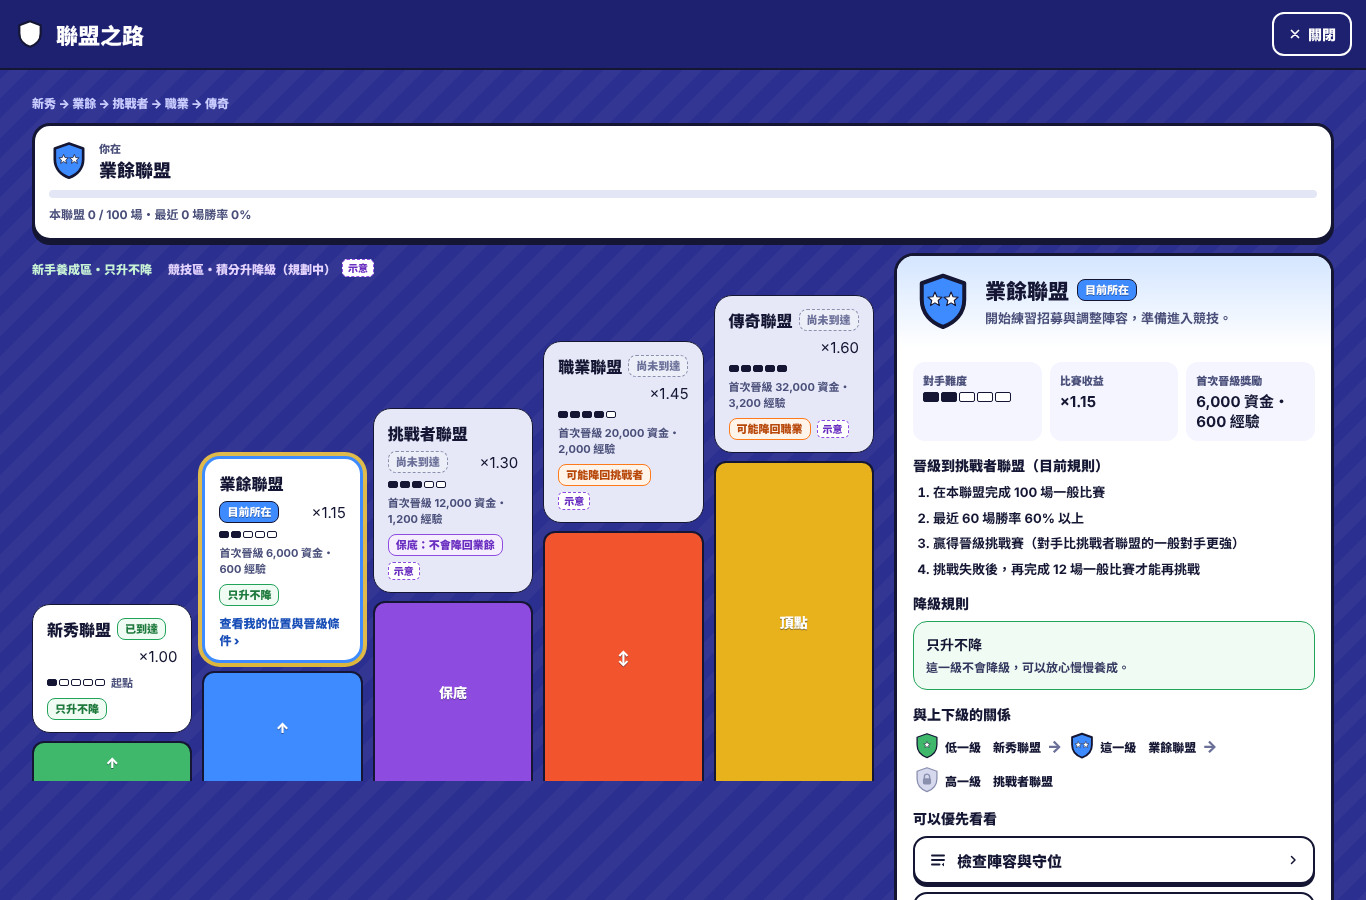 聯盟之路
關閉
新秀 → 業餘 → 挑戰者 → 職業 → 傳奇
你在
業餘聯盟
本聯盟 0 / 100 場・最近 0 場勝率 0%
新手養成區・只升不降 競技區・積分升降級（規劃中） 示意
新秀聯盟 已到達
×1.00
起點
只升不降
↑
業餘聯盟
目前所在 ×1.15
首次晉級 6,000 資金・
600 經驗
只升不降
查看我的位置與晉級條
件 ›
↑
挑戰者聯盟
尚未到達 ×1.30
首次晉級 12,000 資金・
1,200 經驗
保底：不會降回業餘
示意
保底
職業聯盟 尚未到達
×1.45
首次晉級 20,000 資金・
2,000 經驗
可能降回挑戰者
示意
↕
傳奇聯盟 尚未到達
×1.60
首次晉級 32,000 資金・
3,200 經驗
可能降回職業 示意
頂點
業餘聯盟 目前所在
開始練習招募與調整陣容，準備進入競技。
對手難度
比賽收益
×1.15
首次晉級獎勵
6,000 資金・
600 經驗
晉級到挑戰者聯盟（目前規則）
1. 在本聯盟完成 100 場一般比賽
2. 最近 60 場勝率 60% 以上
3. 贏得晉級挑戰賽（對手比挑戰者聯盟的一般對手更強）
4. 挑戰失敗後，再完成 12 場一般比賽才能再挑戰
降級規則
只升不降
這一級不會降級，可以放心慢慢養成。
與上下級的關係
低一級 新秀聯盟 → 這一級 業餘聯盟 →
高一級 挑戰者聯盟
可以優先看看
檢查陣容與守位